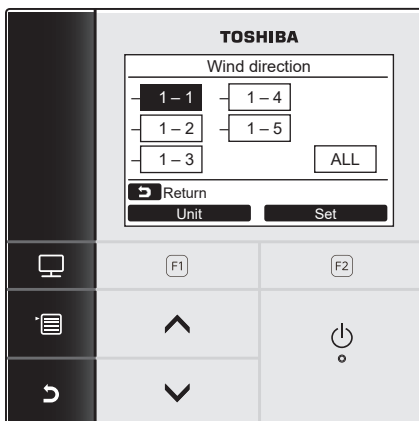 TOSHIBA
Wind direction
1 – 1
1 – 4
1 – 2
1 – 5
1 – 3
ALL
Return
Unit
Set
F1
F2